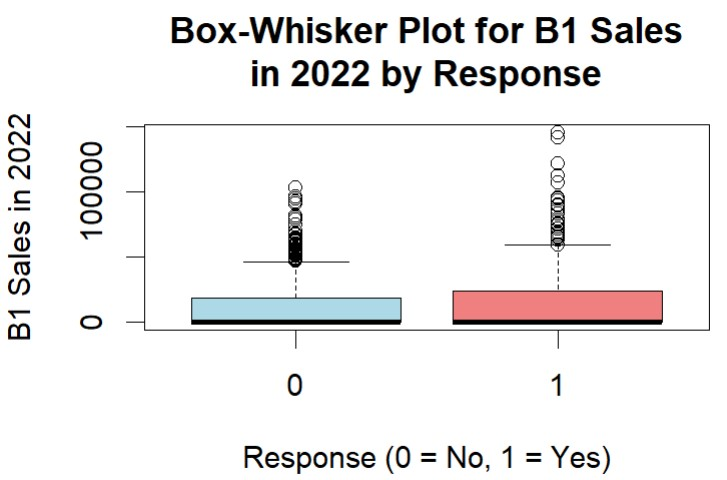 Box-Whisker Plot for B1 Sales
in 2022 by Response
B1 Sales in 2022
100000
0
0 1
Response (0 = No, 1 = Yes)